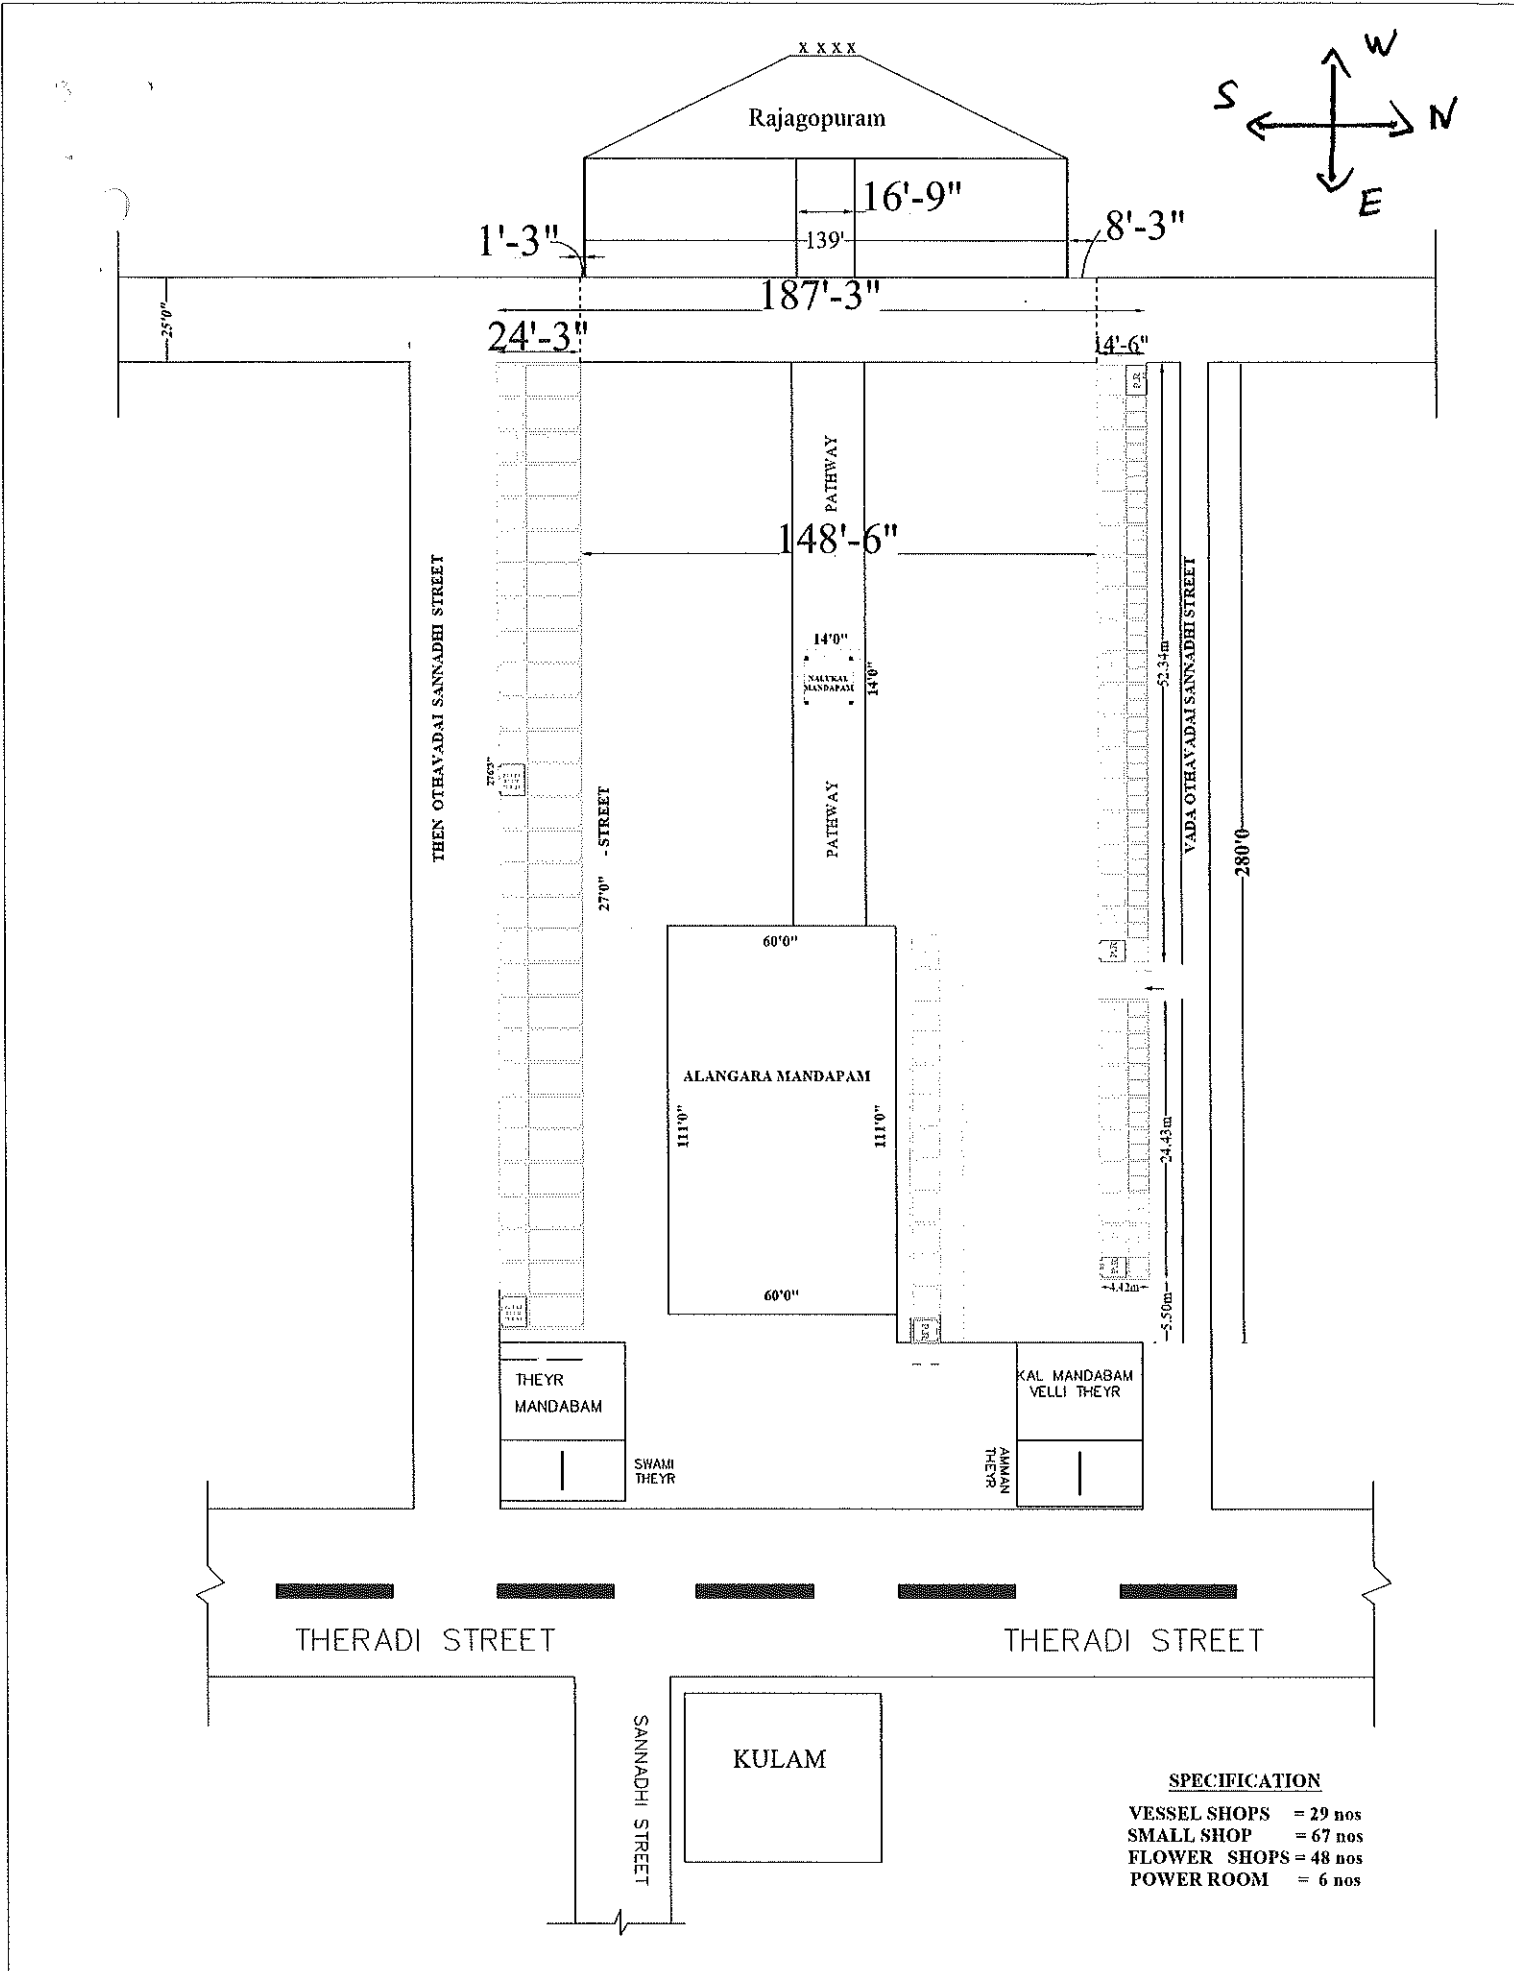 X X X X
W
S
N
E
Rajagopuram
16'-9"
139'
8'-3"
1'-3"
187'-3"
25'0"
24'-3"
14'-6"
P.R
PATHWAY
148'-6"
THEN OTHAVADAI SANNADHI STREET
VADA OTHAVADAI SANNADHI STREET
52.34m
14'0"
NALUKAL
MANDAPAM
14'0"
276'3"
PATHWAY
27'0" - STREET
280'0
60'0"
P.R
ALANGARA MANDAPAM
111'0"
111'0"
24.43m
60'0"
P.R
4.42m
5.50m
P.R
THEYR
MANDABAM
KAL MANDABAM
VELLI THEYR
SWAMI
THEYR
AMMAN
THEYR
THERADI STREET
THERADI STREET
SANNADHI STREET
KULAM
SPECIFICATION
VESSEL SHOPS = 29 nos
SMALL SHOP = 67 nos
FLOWER SHOPS = 48 nos
POWER ROOM = 6 nos